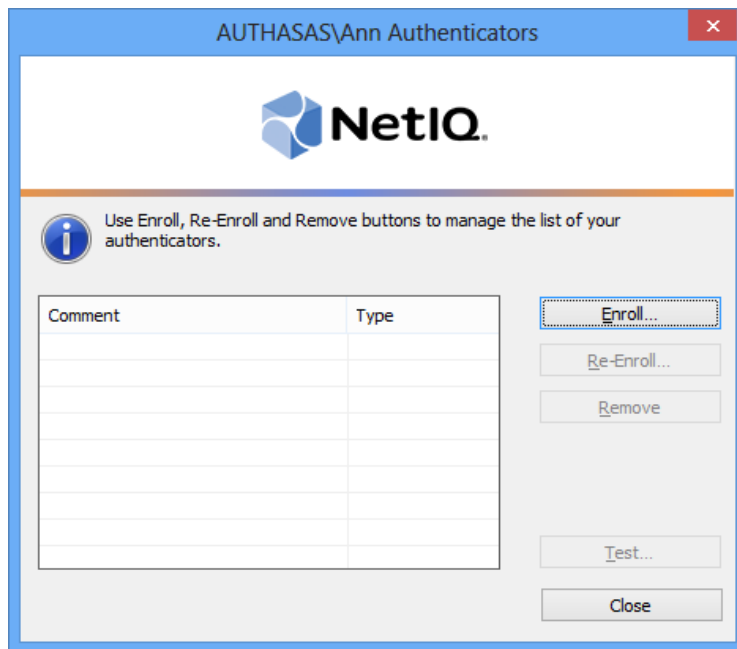 AUTHASAS\Ann Authenticators
NetIQ.
Use Enroll, Re-Enroll and Remove buttons to manage the list of your
authenticators.
Comment Type
Enroll...
Re-Enroll...
Remove
Test...
Close